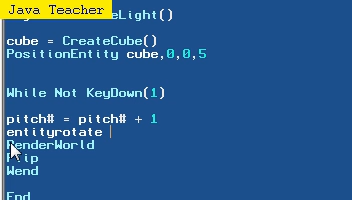 Java Teacher
eLight()
cube = CreateCube()
PositionEntity cube,0,0,5
While Not KeyDown(1)
pitch# = pitch# + 1
entityrotate
RenderWorld
Flip
Wend
End